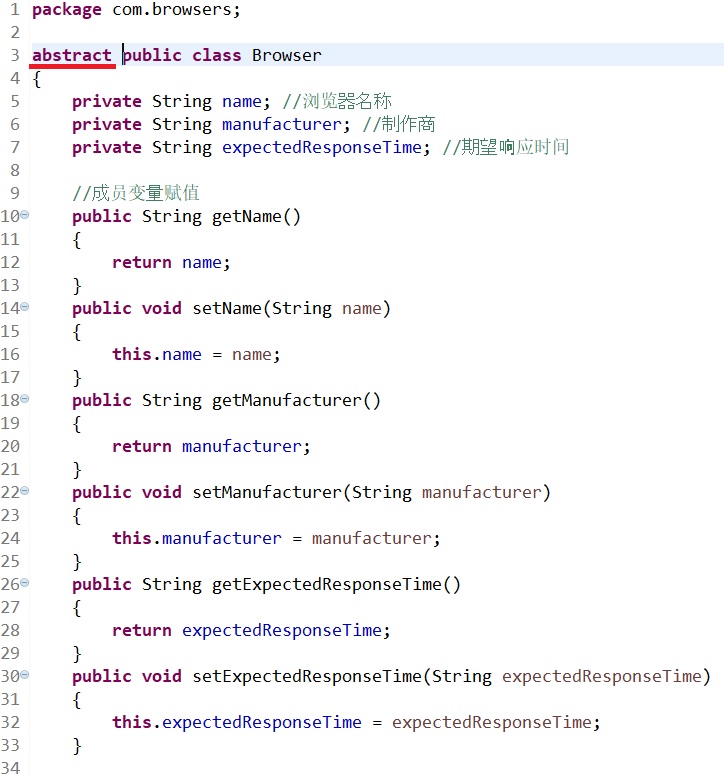 1 package com.browsers;
2
3 abstract public class Browser
4 {
5 private String name; //浏览器名称
6 private String manufacturer; //制作商
7 private String expectedResponseTime; //期望响应时间
8
9 //成员变量赋值
10 public String getName()
11 {
12 return name;
13 }
14 public void setName(String name)
15 {
16 this.name = name;
17 }
18 public String getManufacturer()
19 {
20 return manufacturer;
21 }
22 public void setManufacturer(String manufacturer)
23 {
24 this.manufacturer = manufacturer;
25 }
26 public String getExpectedResponseTime()
27 {
28 return expectedResponseTime;
29 }
30 public void setExpectedResponseTime(String expectedResponseTime)
31 {
32 this.expectedResponseTime = expectedResponseTime;
33 }
34